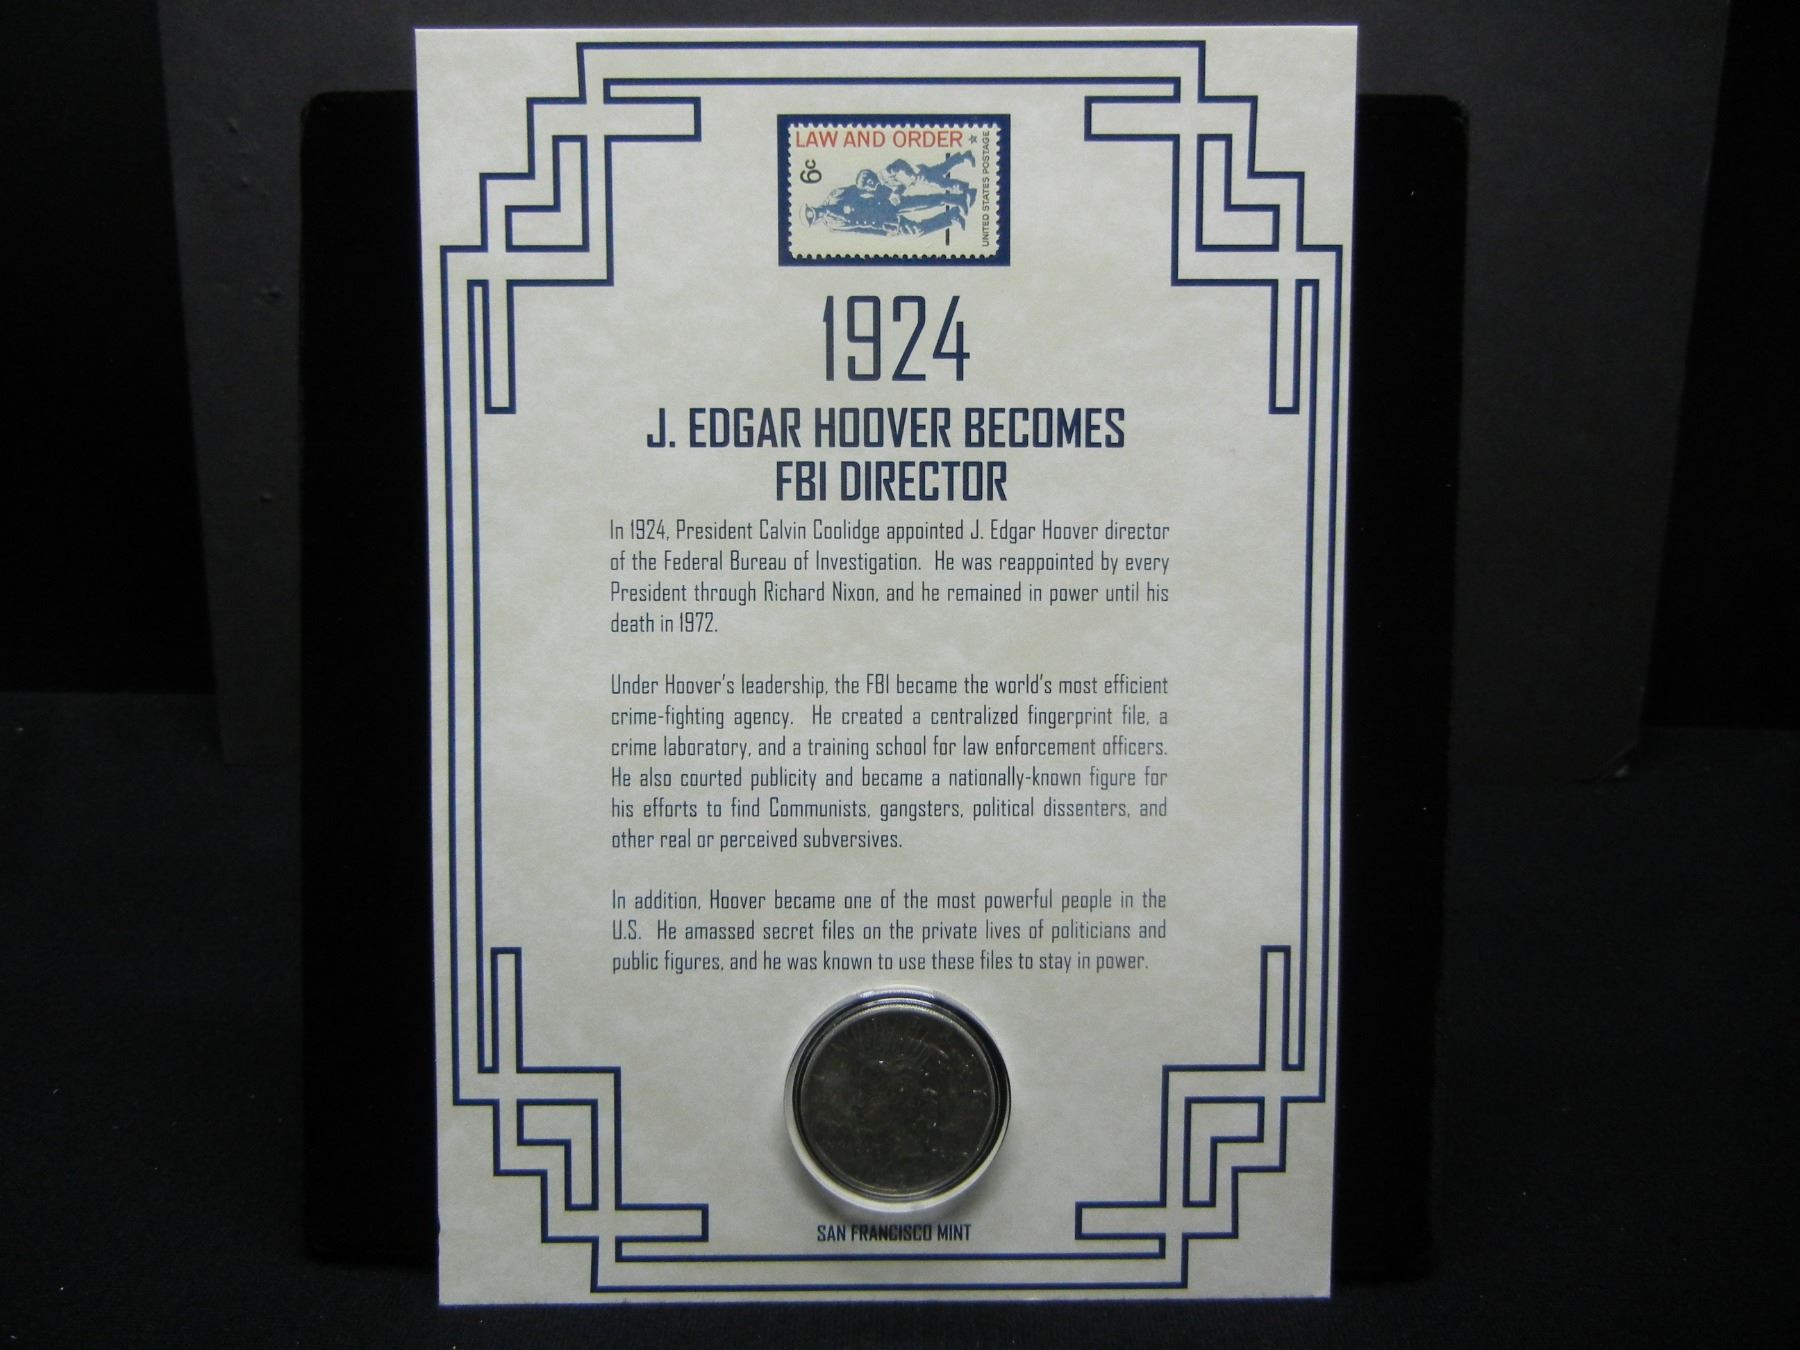 LAW AND ORDER
6c
UNITED STATES POSTAGE
1924
J. EDGAR HOOVER BECOMES
FBI DIRECTOR
In 1924, President Calvin Coolidge appointed J. Edgar Hoover director
of the Federal Bureau of Investigation. He was reappointed by every
President through Richard Nixon, and he remained in power until his
death in 1972.
Under Hoover's leadership, the FBI became the world's most efficient
crime-fighting agency. He created a centralized fingerprint file, a
crime laboratory, and a training school for law enforcement officers.
He also courted publicity and became a nationally-known figure for
his efforts to find Communists, gangsters, political dissenters, and
other real or perceived subversives.
In addition, Hoover became one of the most powerful people in the
U.S. He amassed secret files on the private lives of politicians and
public figures, and he was known to use these files to stay in power.
SAN FRANCISCO MINT